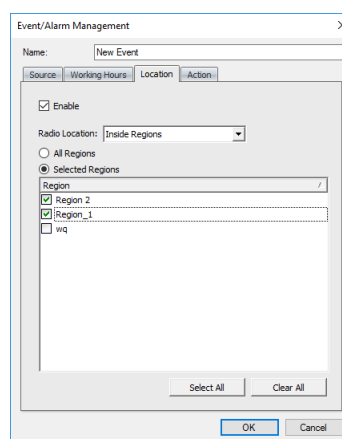 Event/Alarm Management
Name: New Event
Source Working Hours Location Action
Enable
Radio Location: Inside Regions
All Regions
Selected Regions
Region
Region 2
Region_1
wq
Select All Clear All
OK Cancel